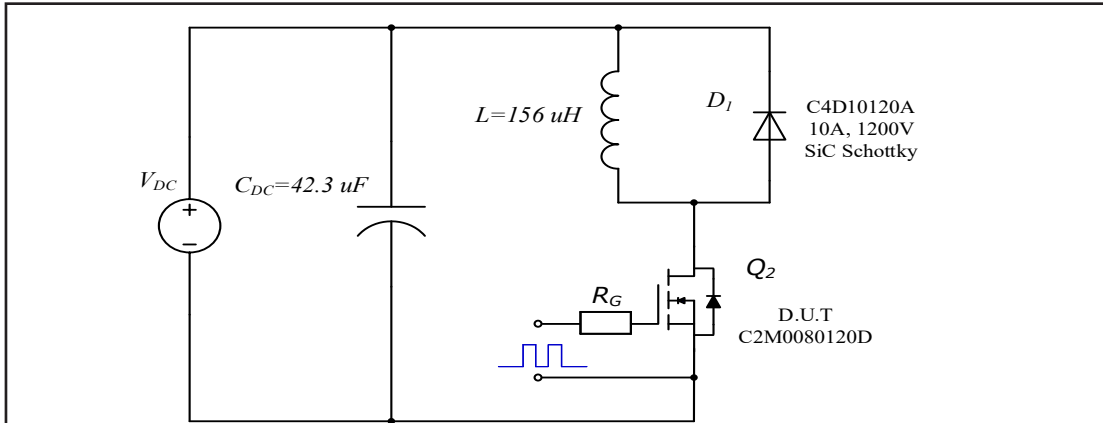 L=156 uH
D1
C4D10120A
10A, 1200V
SiC Schottky
VDC
CDC=42.3 uF
+
−
RG
Q2
D.U.T
C2M0080120D